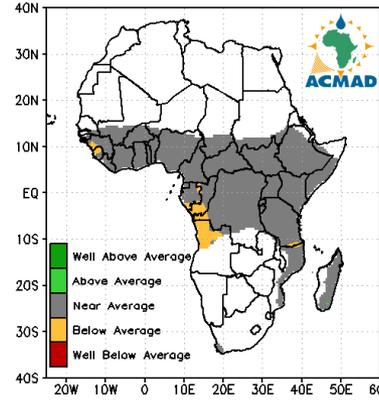 40N
30N
20N
10N
EQ
10S
20S
30S
40S
ACMAD
Well Above Average
Above Average
Near Average
Below Average
Well Below Average
20W 10W 0 10E 20E 30E 40E 50E